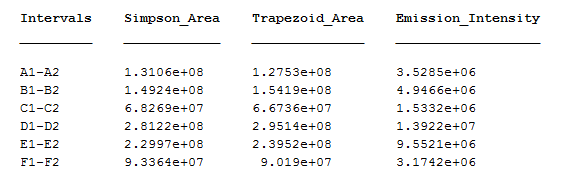 Intervals Simpson_Area Trapezoid_Area Emission_Intensity
A1-A2 1.3106e+08 1.2753e+08 3.5285e+06
B1-B2 1.4924e+08 1.5419e+08 4.9466e+06
C1-C2 6.8269e+07 6.6736e+07 1.5332e+06
D1-D2 2.8122e+08 2.9514e+08 1.3922e+07
E1-E2 2.2997e+08 2.3952e+08 9.5521e+06
F1-F2 9.3364e+07 9.019e+07 3.1742e+06